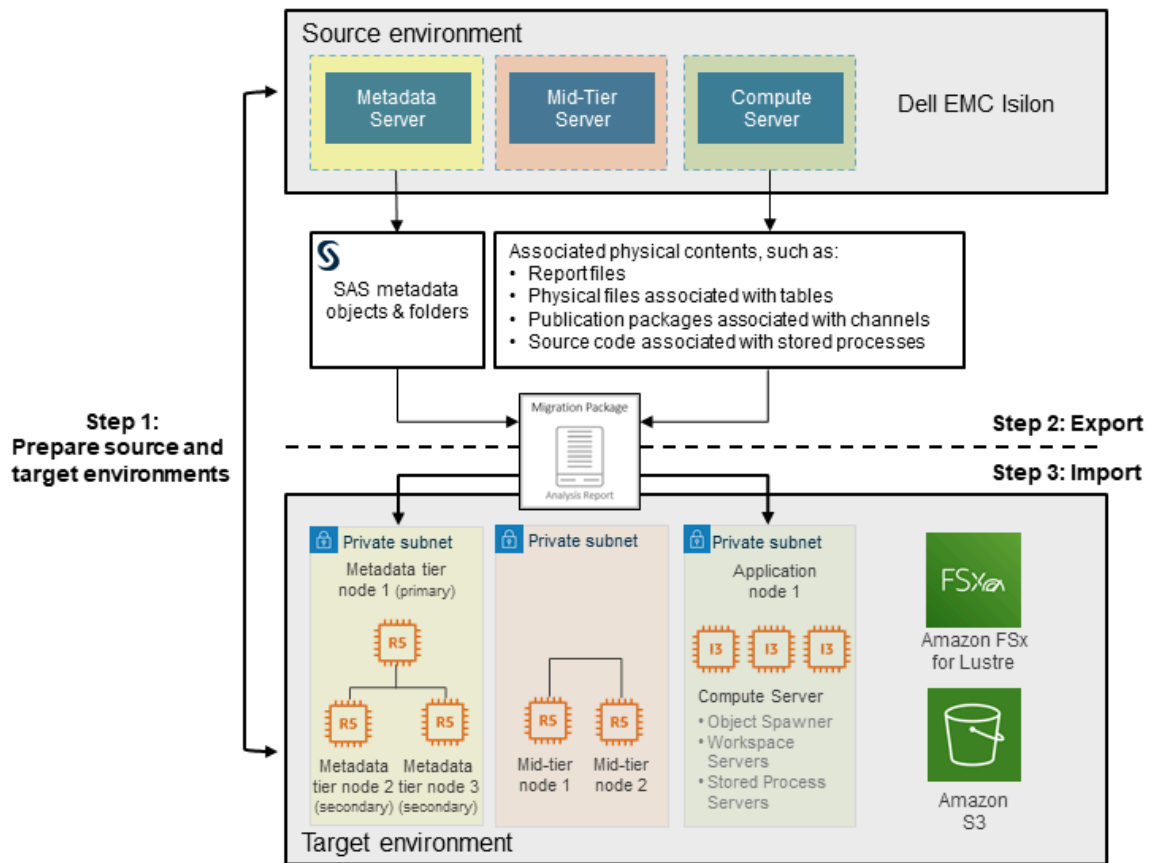 Source environment
Metadata
Server
Mid-Tier
Server
Compute
Server
Dell EMC Isilon
SAS metadata
objects & folders
Associated physical contents, such as:
• Report files
• Physical files associated with tables
• Publication packages associated with channels
• Source code associated with stored processes
Step 1:
Prepare source and
target environments
Migration Package
Analysis Report
Step 2: Export
Step 3: Import
Private subnet
Metadata tier
node 1 (primary)
R5
R5
R5
Metadata
tier node 2
(secondary)
Metadata
tier node 3
(secondary)
Private subnet
R5
R5
Mid-tier
node 1
Mid-tier
node 2
Private subnet
Application
node 1
I3
I3
I3
Compute Server
• Object Spawner
• Workspace
Servers
• Stored Process
Servers
FSx
Amazon FSx
for Lustre
Amazon
S3
Target environment